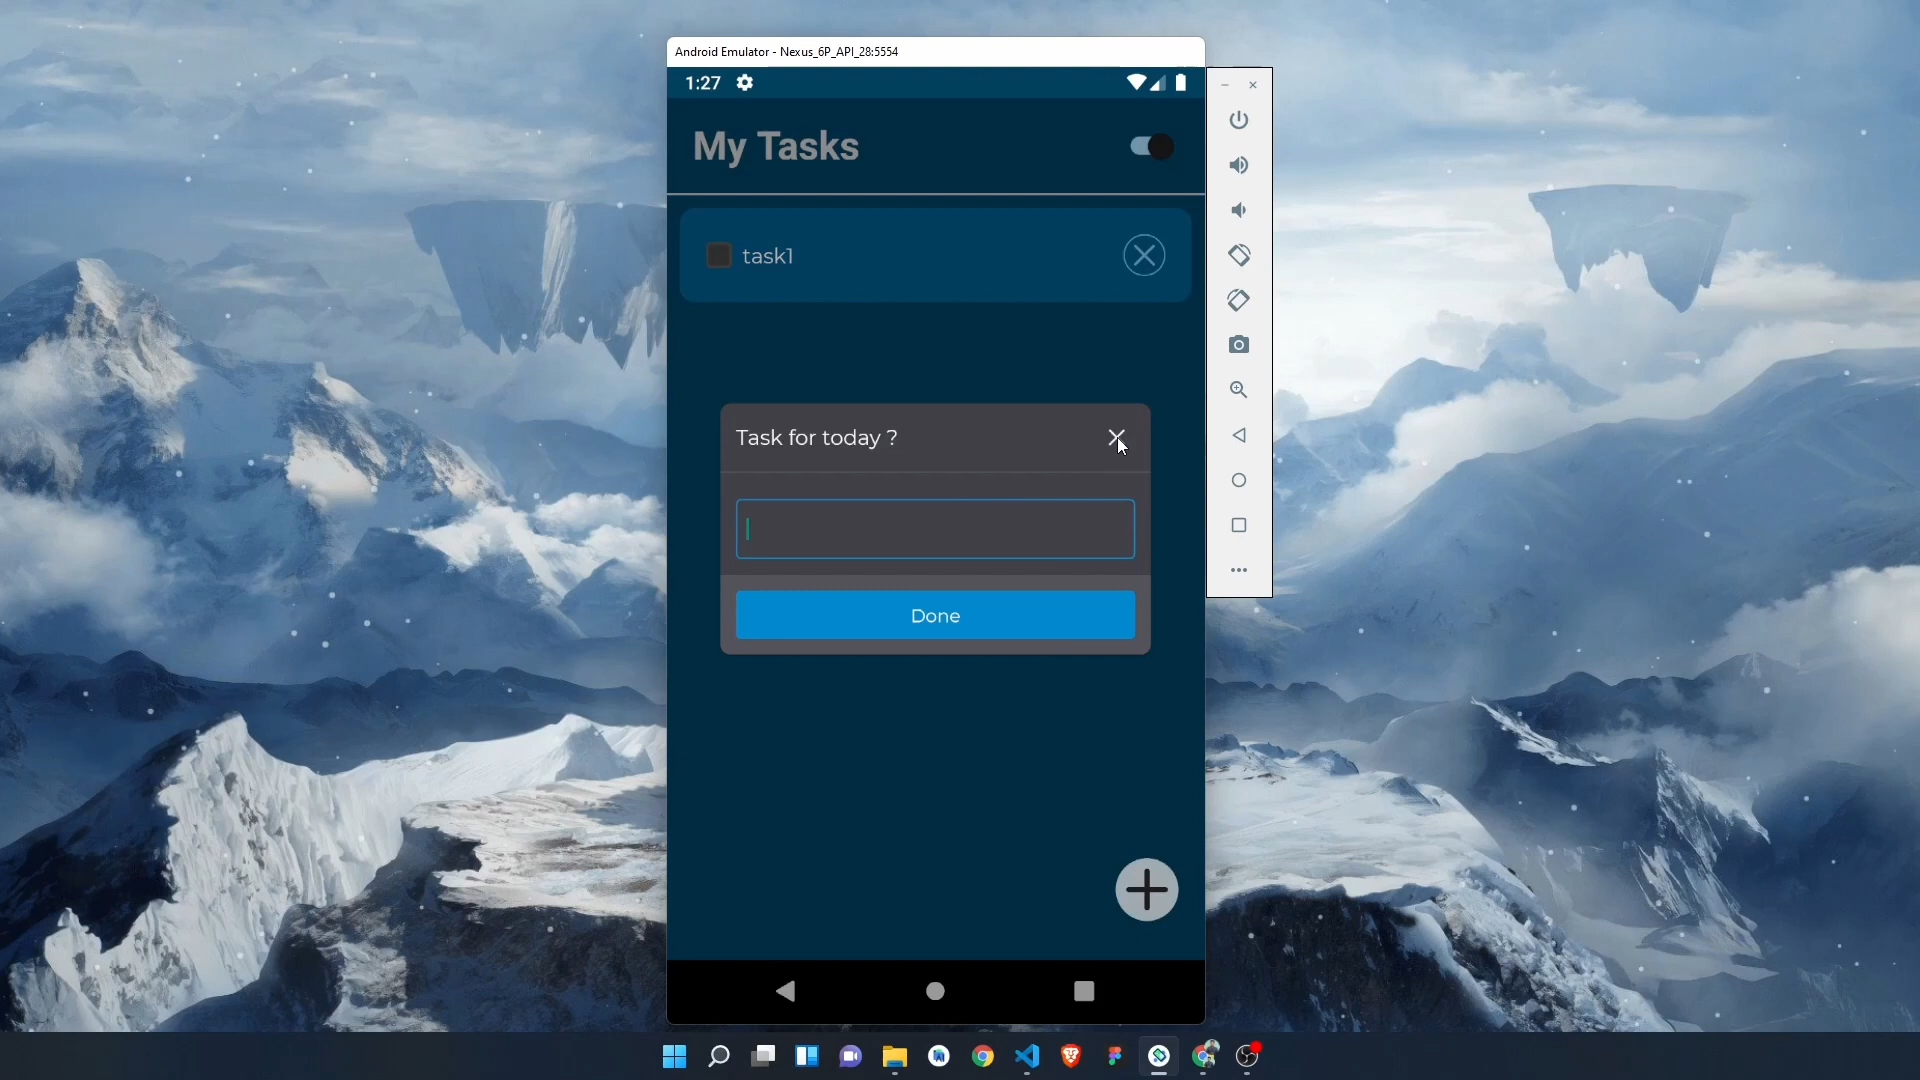 Android Emulator - Nexus_6P_API_28:5554
1:27
My Tasks
task1
Task for today ?
Done